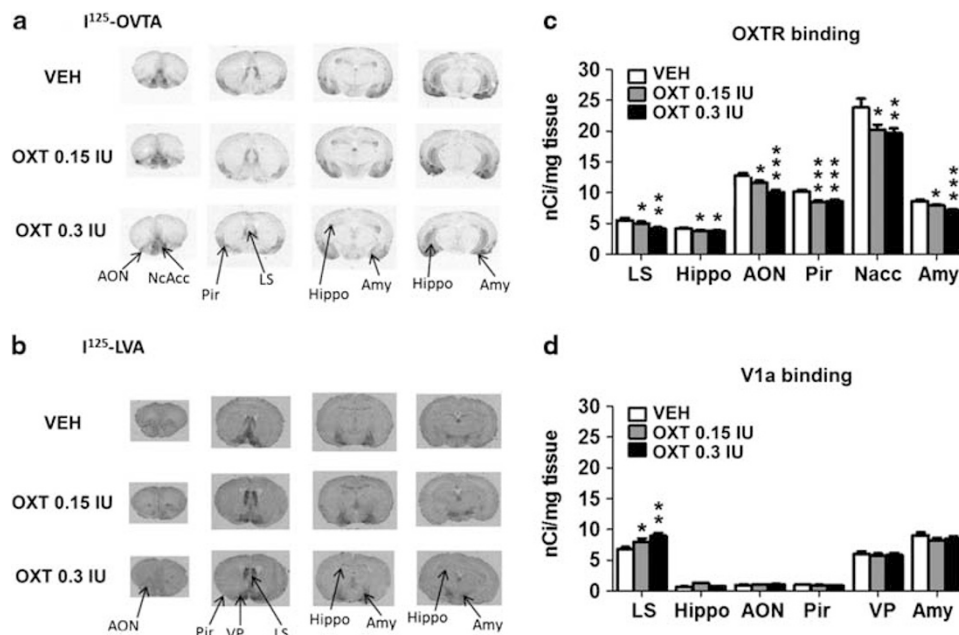 a
I¹²⁵-OVTA
VEH
OXT 0.15 IU
OXT 0.3 IU
AON
NcAcc
Pir
LS
Hippo
Amy
Hippo
Amy
b
I¹²⁵-LVA
VEH
OXT 0.15 IU
OXT 0.3 IU
AON
Pir
VP
LS
Hippo
Amy
Hippo
Amy
c
OXTR binding
nCi/mg tissue
30
25
20
15
10
5
0
VEH
OXT 0.15 IU
OXT 0.3 IU
* ** * * * *** *** *** * ** * ***
LS Hippo AON Pir Nacc Amy
d
V1a binding
nCi/mg tissue
30
25
20
15
10
5
0
VEH
OXT 0.15 IU
OXT 0.3 IU
* **
LS Hippo AON Pir VP Amy